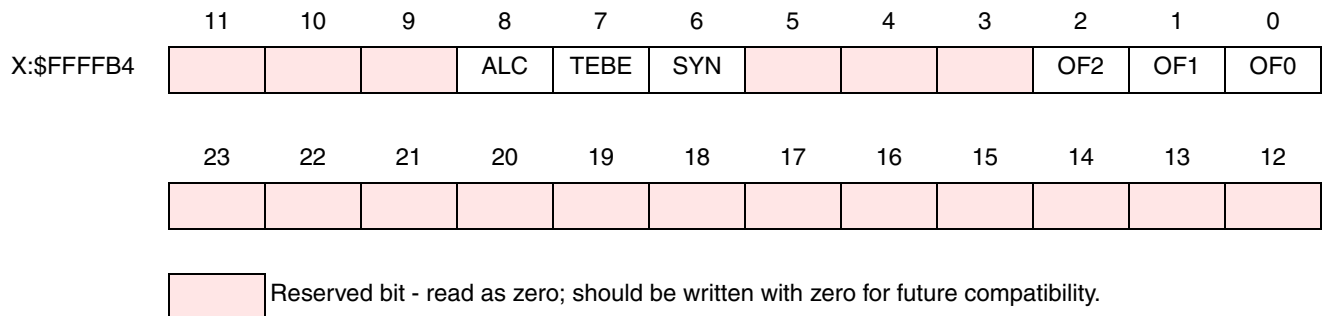 11 10 9 8 7 6 5 4 3 2 1 0
X:$FFFFB4 ALC TEBE SYN OF2 OF1 OF0
23 22 21 20 19 18 17 16 15 14 13 12
Reserved bit - read as zero; should be written with zero for future compatibility.